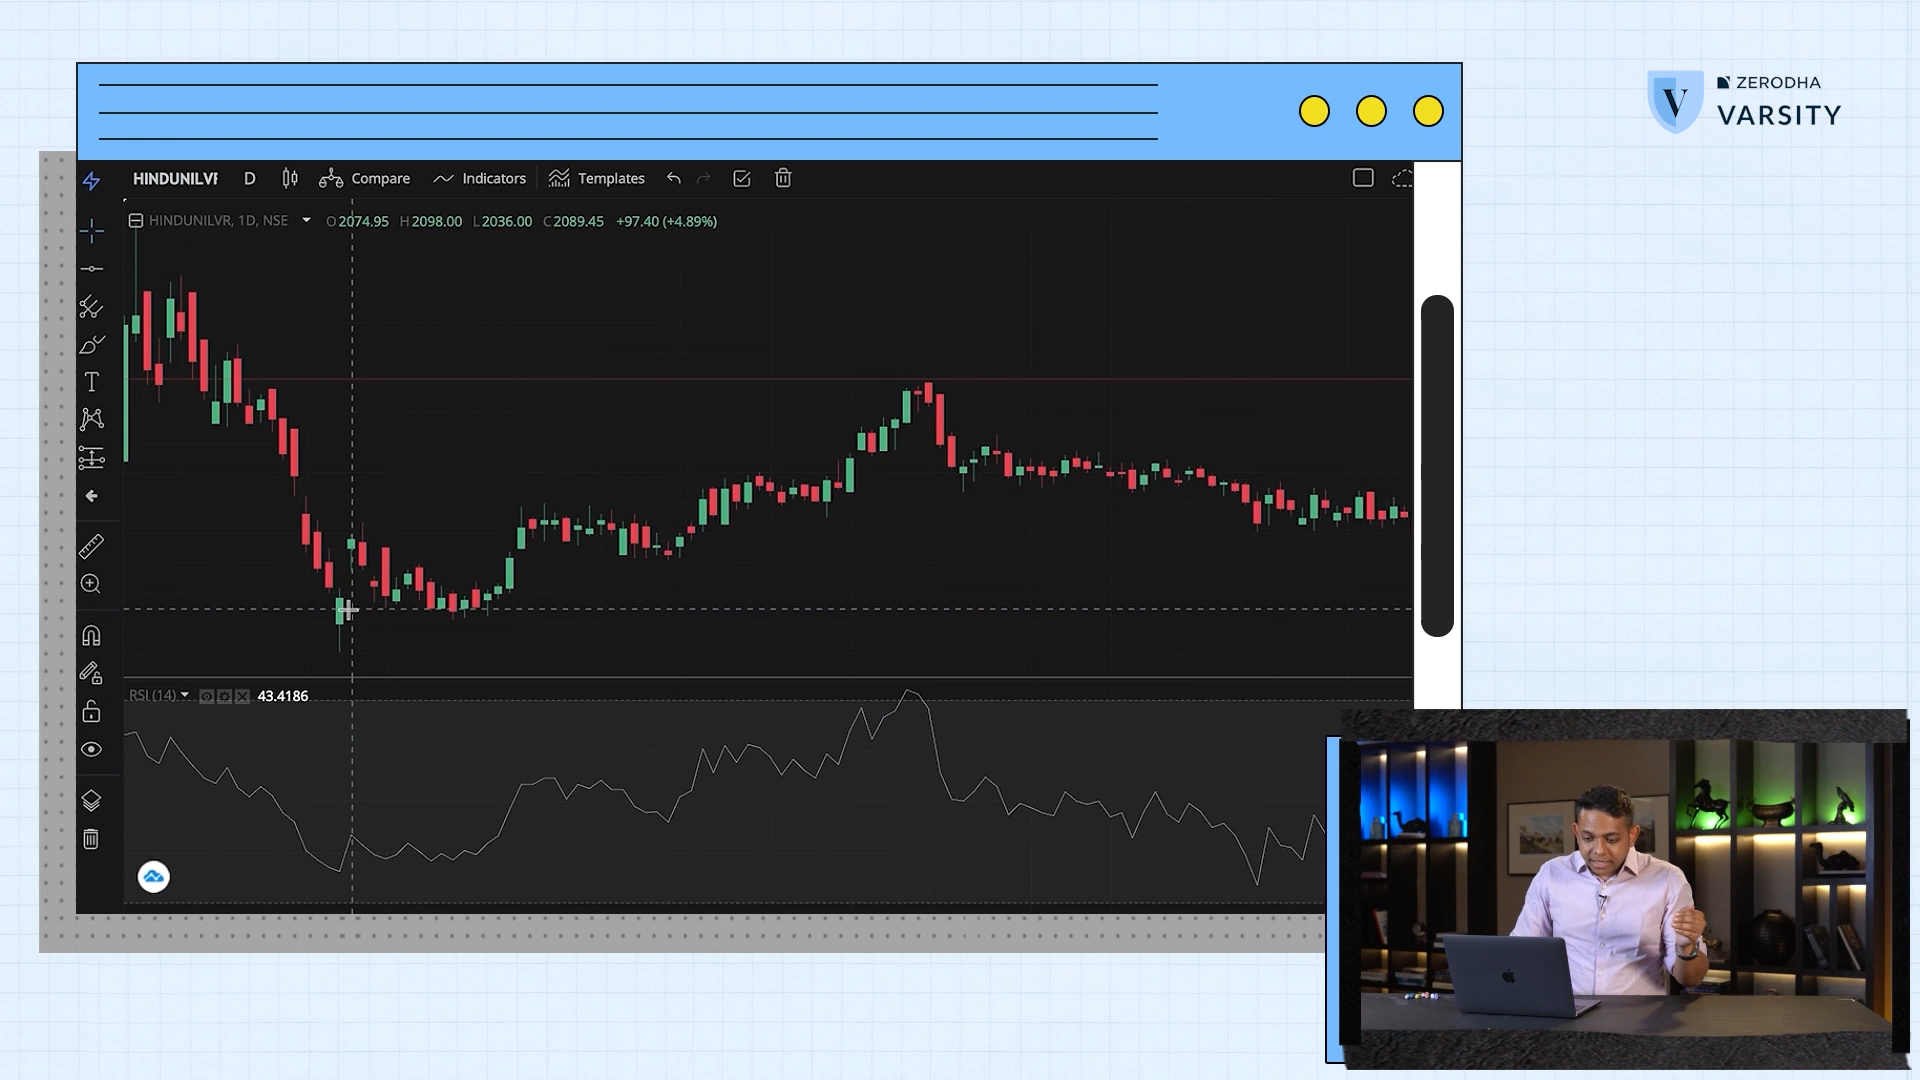 ZERODHA
V VARSITY
HINDUNILVR D Compare Indicators Templates
HINDUNILVR, 1D, NSE O2074.95 H2098.00 L2036.00 C2089.45 +97.40 (+4.89%)
RSI (14) 43.4186
T